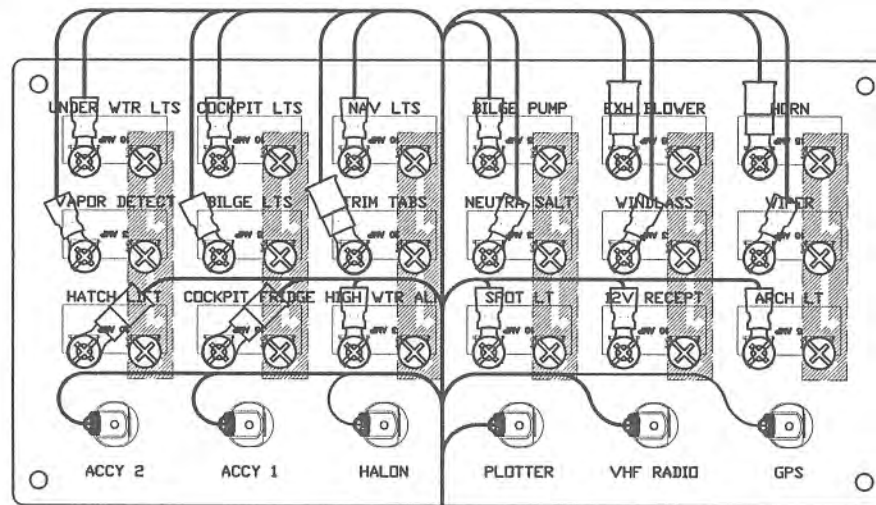 UNDER WTR LTS COCKPIT LTS NAV LTS BILGE PUMP EXH BLOWER HORN
VAPOR DETECT BILGE LTS TRIM TABS NEUTRA SALT WINDLASS WIPER
HATCH LIFT COCKPIT FRIDGE HIGH WTR ALM SPOT LT 12V RECEPT ARCH LT
ACCY 2 ACCY 1 HALON PLOTTER VHF RADIO GPS